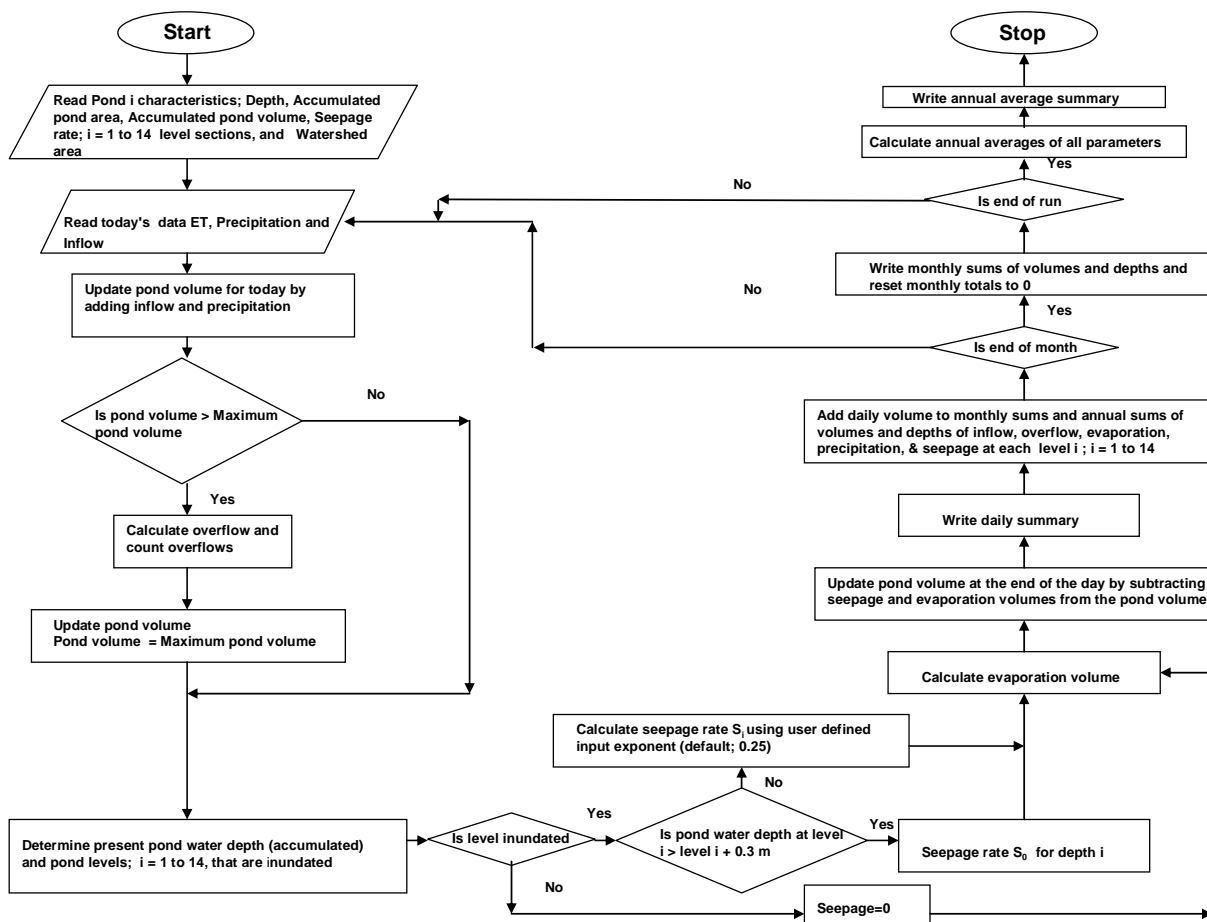 Start
Read Pond i characteristics; Depth, Accumulated
pond area, Accumulated pond volume, Seepage
rate; i = 1 to 14 level sections, and Watershed
area
Read today's data ET, Precipitation and
Inflow
Update pond volume for today by
adding inflow and precipitation
Is pond volume > Maximum
pond volume
No
Yes
Calculate overflow and
count overflows
Update pond volume
Pond volume = Maximum pond volume
Determine present pond water depth (accumulated)
and pond levels; i = 1 to 14, that are inundated
Is level inundated
Yes
No
Is pond water depth at level
i > level i + 0.3 m
No
Yes
Calculate seepage rate Si using user defined
input exponent (default; 0.25)
Seepage rate S0 for depth i
Seepage=0
Calculate evaporation volume
Update pond volume at the end of the day by subtracting
seepage and evaporation volumes from the pond volume
Write daily summary
Add daily volume to monthly sums and annual sums of
volumes and depths of inflow, overflow, evaporation,
precipitation, & seepage at each level i ; i = 1 to 14
Is end of month
No
Yes
Write monthly sums of volumes and depths and
reset monthly totals to 0
Is end of run
No
Yes
Calculate annual averages of all parameters
Write annual average summary
Stop